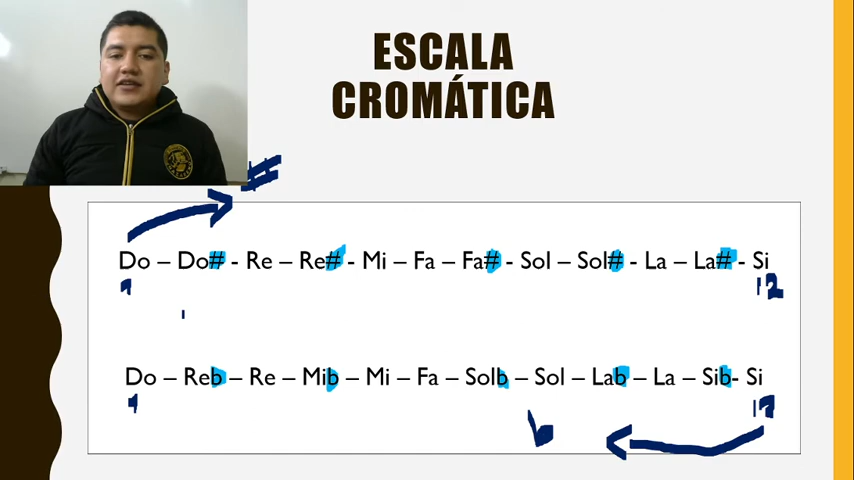 ESCALA
CROMÁTICA
#
Do – Do# - Re – Re# - Mi – Fa – Fa# - Sol – Sol# - La – La# - Si
1 12
Do – Reb – Re – Mib – Mi – Fa – Solb – Sol – Lab – La – Sib- Si
1
b